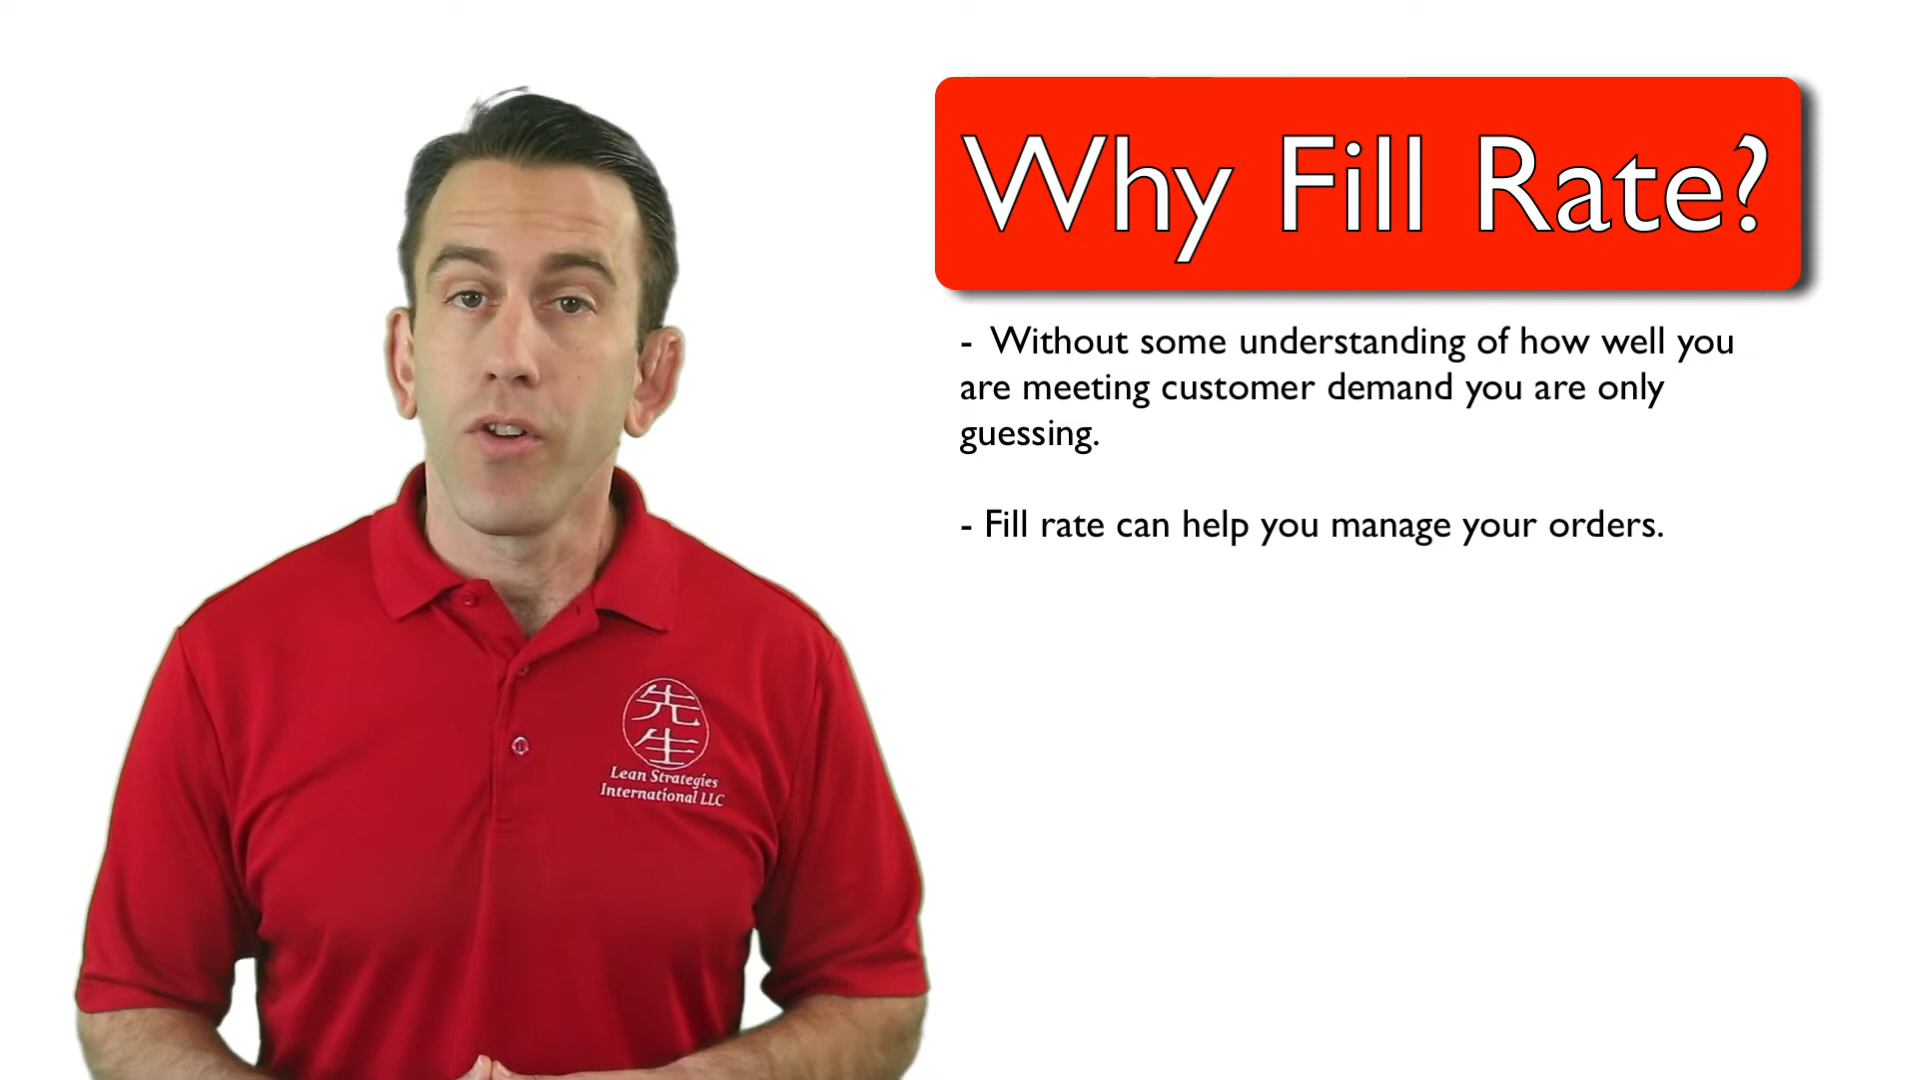 Why Fill Rate?
- Without some understanding of how well you
are meeting customer demand you are only
guessing.
- Fill rate can help you manage your orders.
先
生
Lean Strategies
International LLC